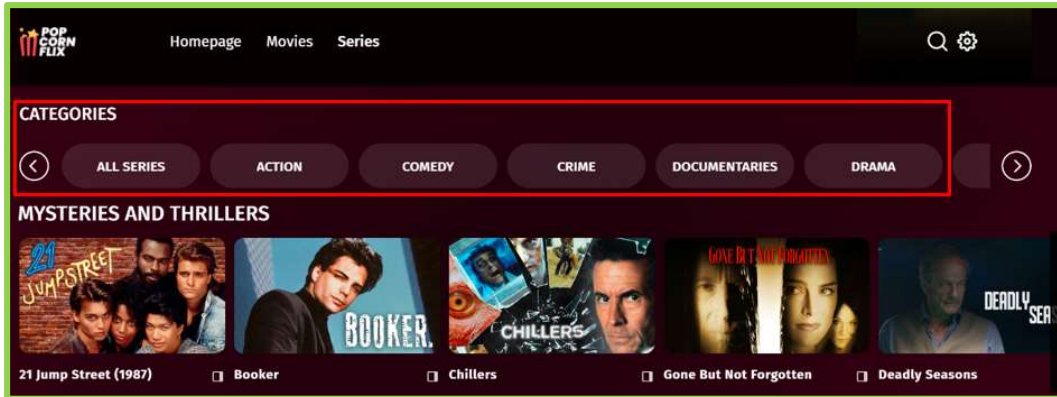 POP
CORN
FLIX
Homepage Movies Series
CATEGORIES
ALL SERIES ACTION COMEDY CRIME DOCUMENTARIES DRAMA
MYSTERIES AND THRILLERS
21 JUMP STREET
BOOKER.
CHILLERS
GONE BUT NOT FORGOTTEN
DEADLY SEA
21 Jump Street (1987) Booker Chillers Gone But Not Forgotten Deadly Seasons